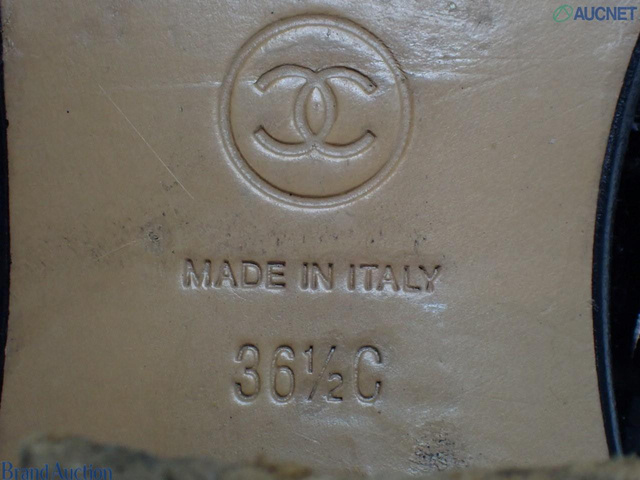 AUCNET
MADE IN ITALY
36½C
Brand Auction